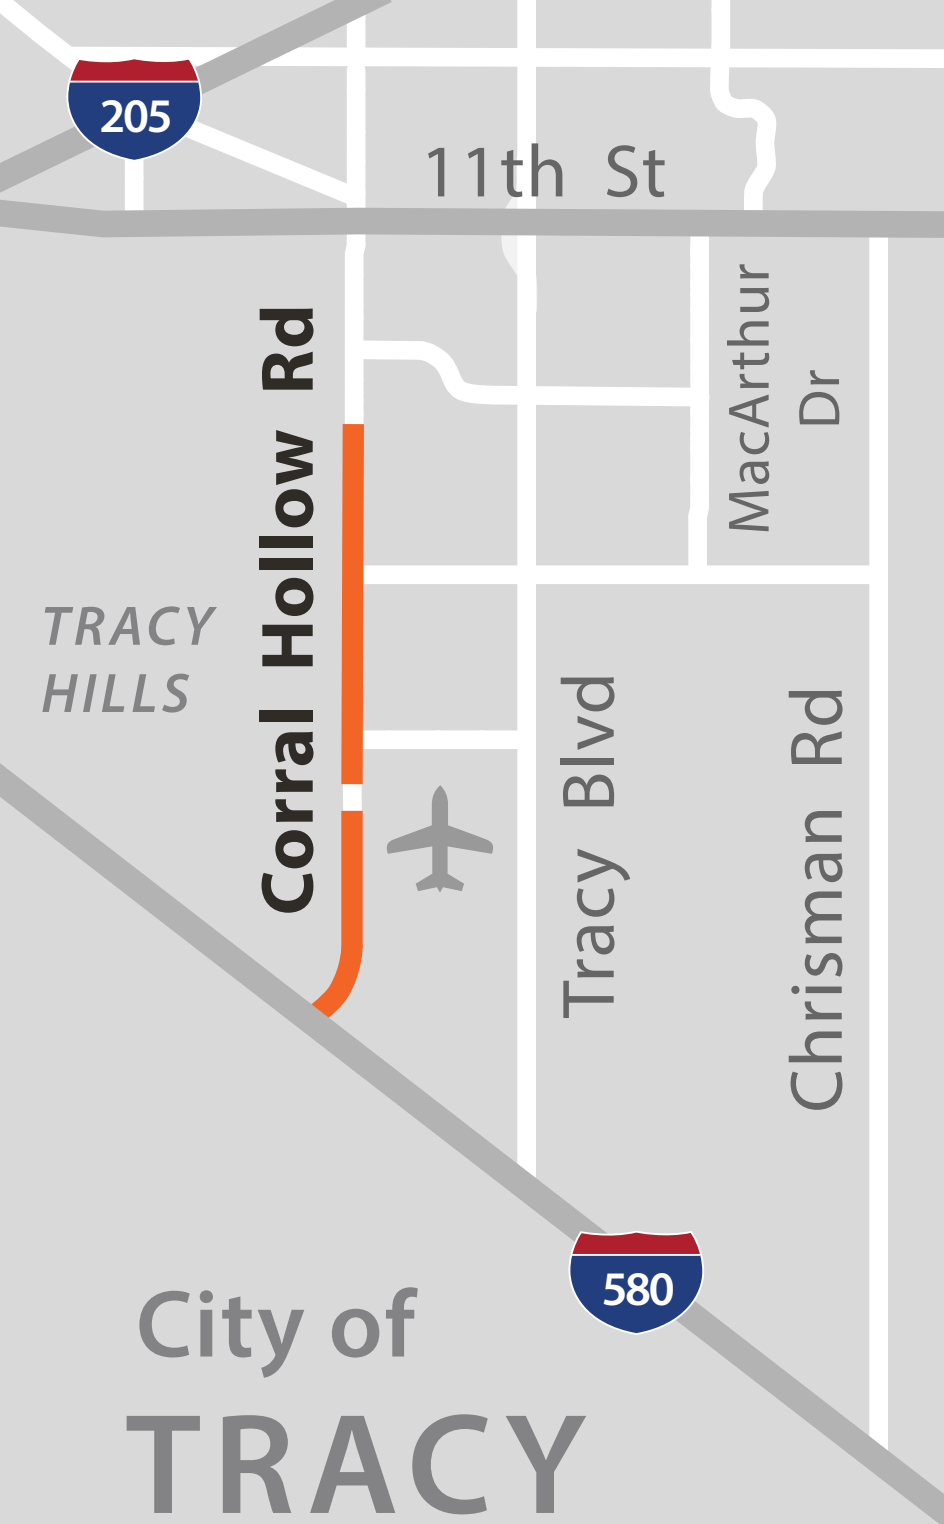 205
11th St
Corral Hollow Rd
MacArthur
Dr
TRACY
HILLS
Tracy Blvd
Chrisman Rd
580
City of
TRACY